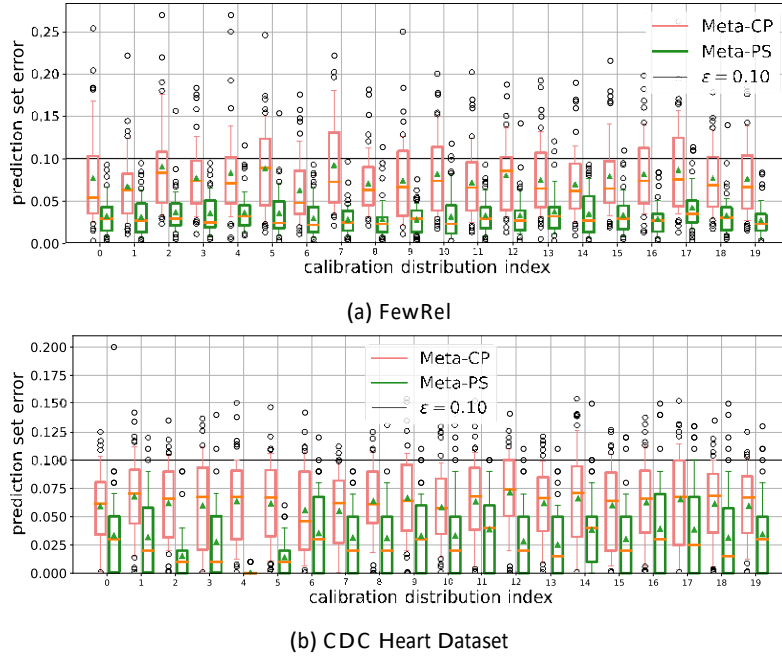 0.25
0.20
0.15
0.10
0.05
0.00
prediction set error
Meta-CP
Meta-PS
ε = 0.10
0 1 2 3 4 5 6 7 8 9 10 11 12 13 14 15 16 17 18 19
calibration distribution index
(a) FewRel
0.200
0.175
0.150
0.125
0.100
0.075
0.050
0.025
0.000
prediction set error
Meta-CP
Meta-PS
ε = 0.10
0 1 2 3 4 5 6 7 8 9 10 11 12 13 14 15 16 17 18 19
calibration distribution index
(b) CDC Heart Dataset